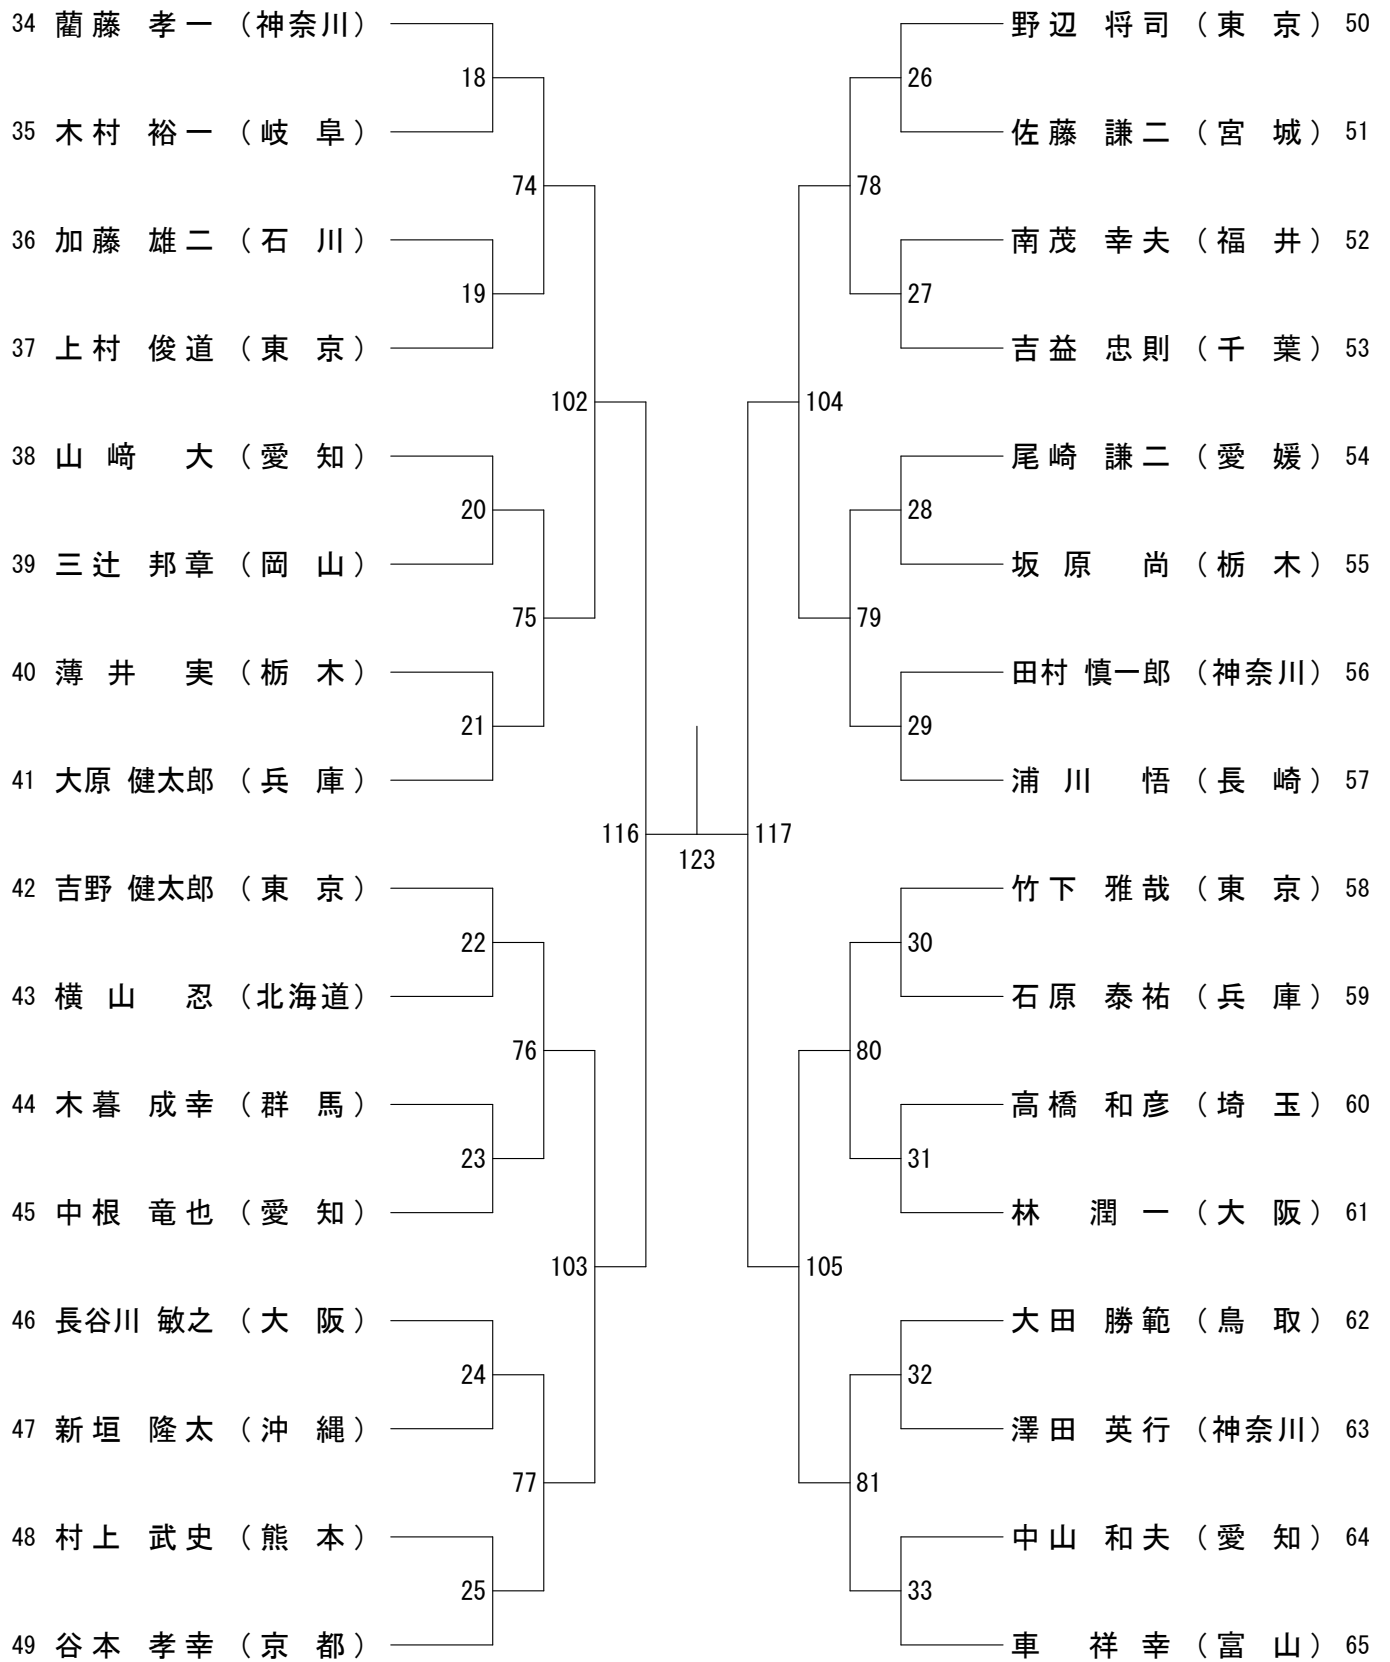 34 藺藤 孝一 (神奈川)
18
35 木村 裕一 (岐 阜)
74
36 加藤 雄二 (石 川)
19
37 上村 俊道 (東 京)
102
38 山﨑 大 (愛 知)
20
39 三辻 邦章 (岡 山)
75
40 薄井 実 (栃 木)
21
41 大原 健太郎 (兵 庫)
116
42 吉野 健太郎 (東 京)
22
43 横山 忍 (北海道)
76
44 木暮 成幸 (群 馬)
23
45 中根 竜也 (愛 知)
103
46 長谷川 敏之 (大 阪)
24
47 新垣 隆太 (沖 縄)
77
48 村上 武史 (熊 本)
25
49 谷本 孝幸 (京 都)
123
野辺 将司 (東 京) 50
26
佐藤 謙二 (宮 城) 51
78
南茂 幸夫 (福 井) 52
27
吉益 忠則 (千 葉) 53
104
尾崎 謙二 (愛 媛) 54
28
坂原 尚 (栃 木) 55
79
田村 慎一郎 (神奈川) 56
29
浦川 悟 (長 崎) 57
117
竹下 雅哉 (東 京) 58
30
石原 泰祐 (兵 庫) 59
80
高橋 和彦 (埼 玉) 60
31
林 潤一 (大 阪) 61
105
大田 勝範 (鳥 取) 62
32
澤田 英行 (神奈川) 63
81
中山 和夫 (愛 知) 64
33
車 祥幸 (富 山) 65